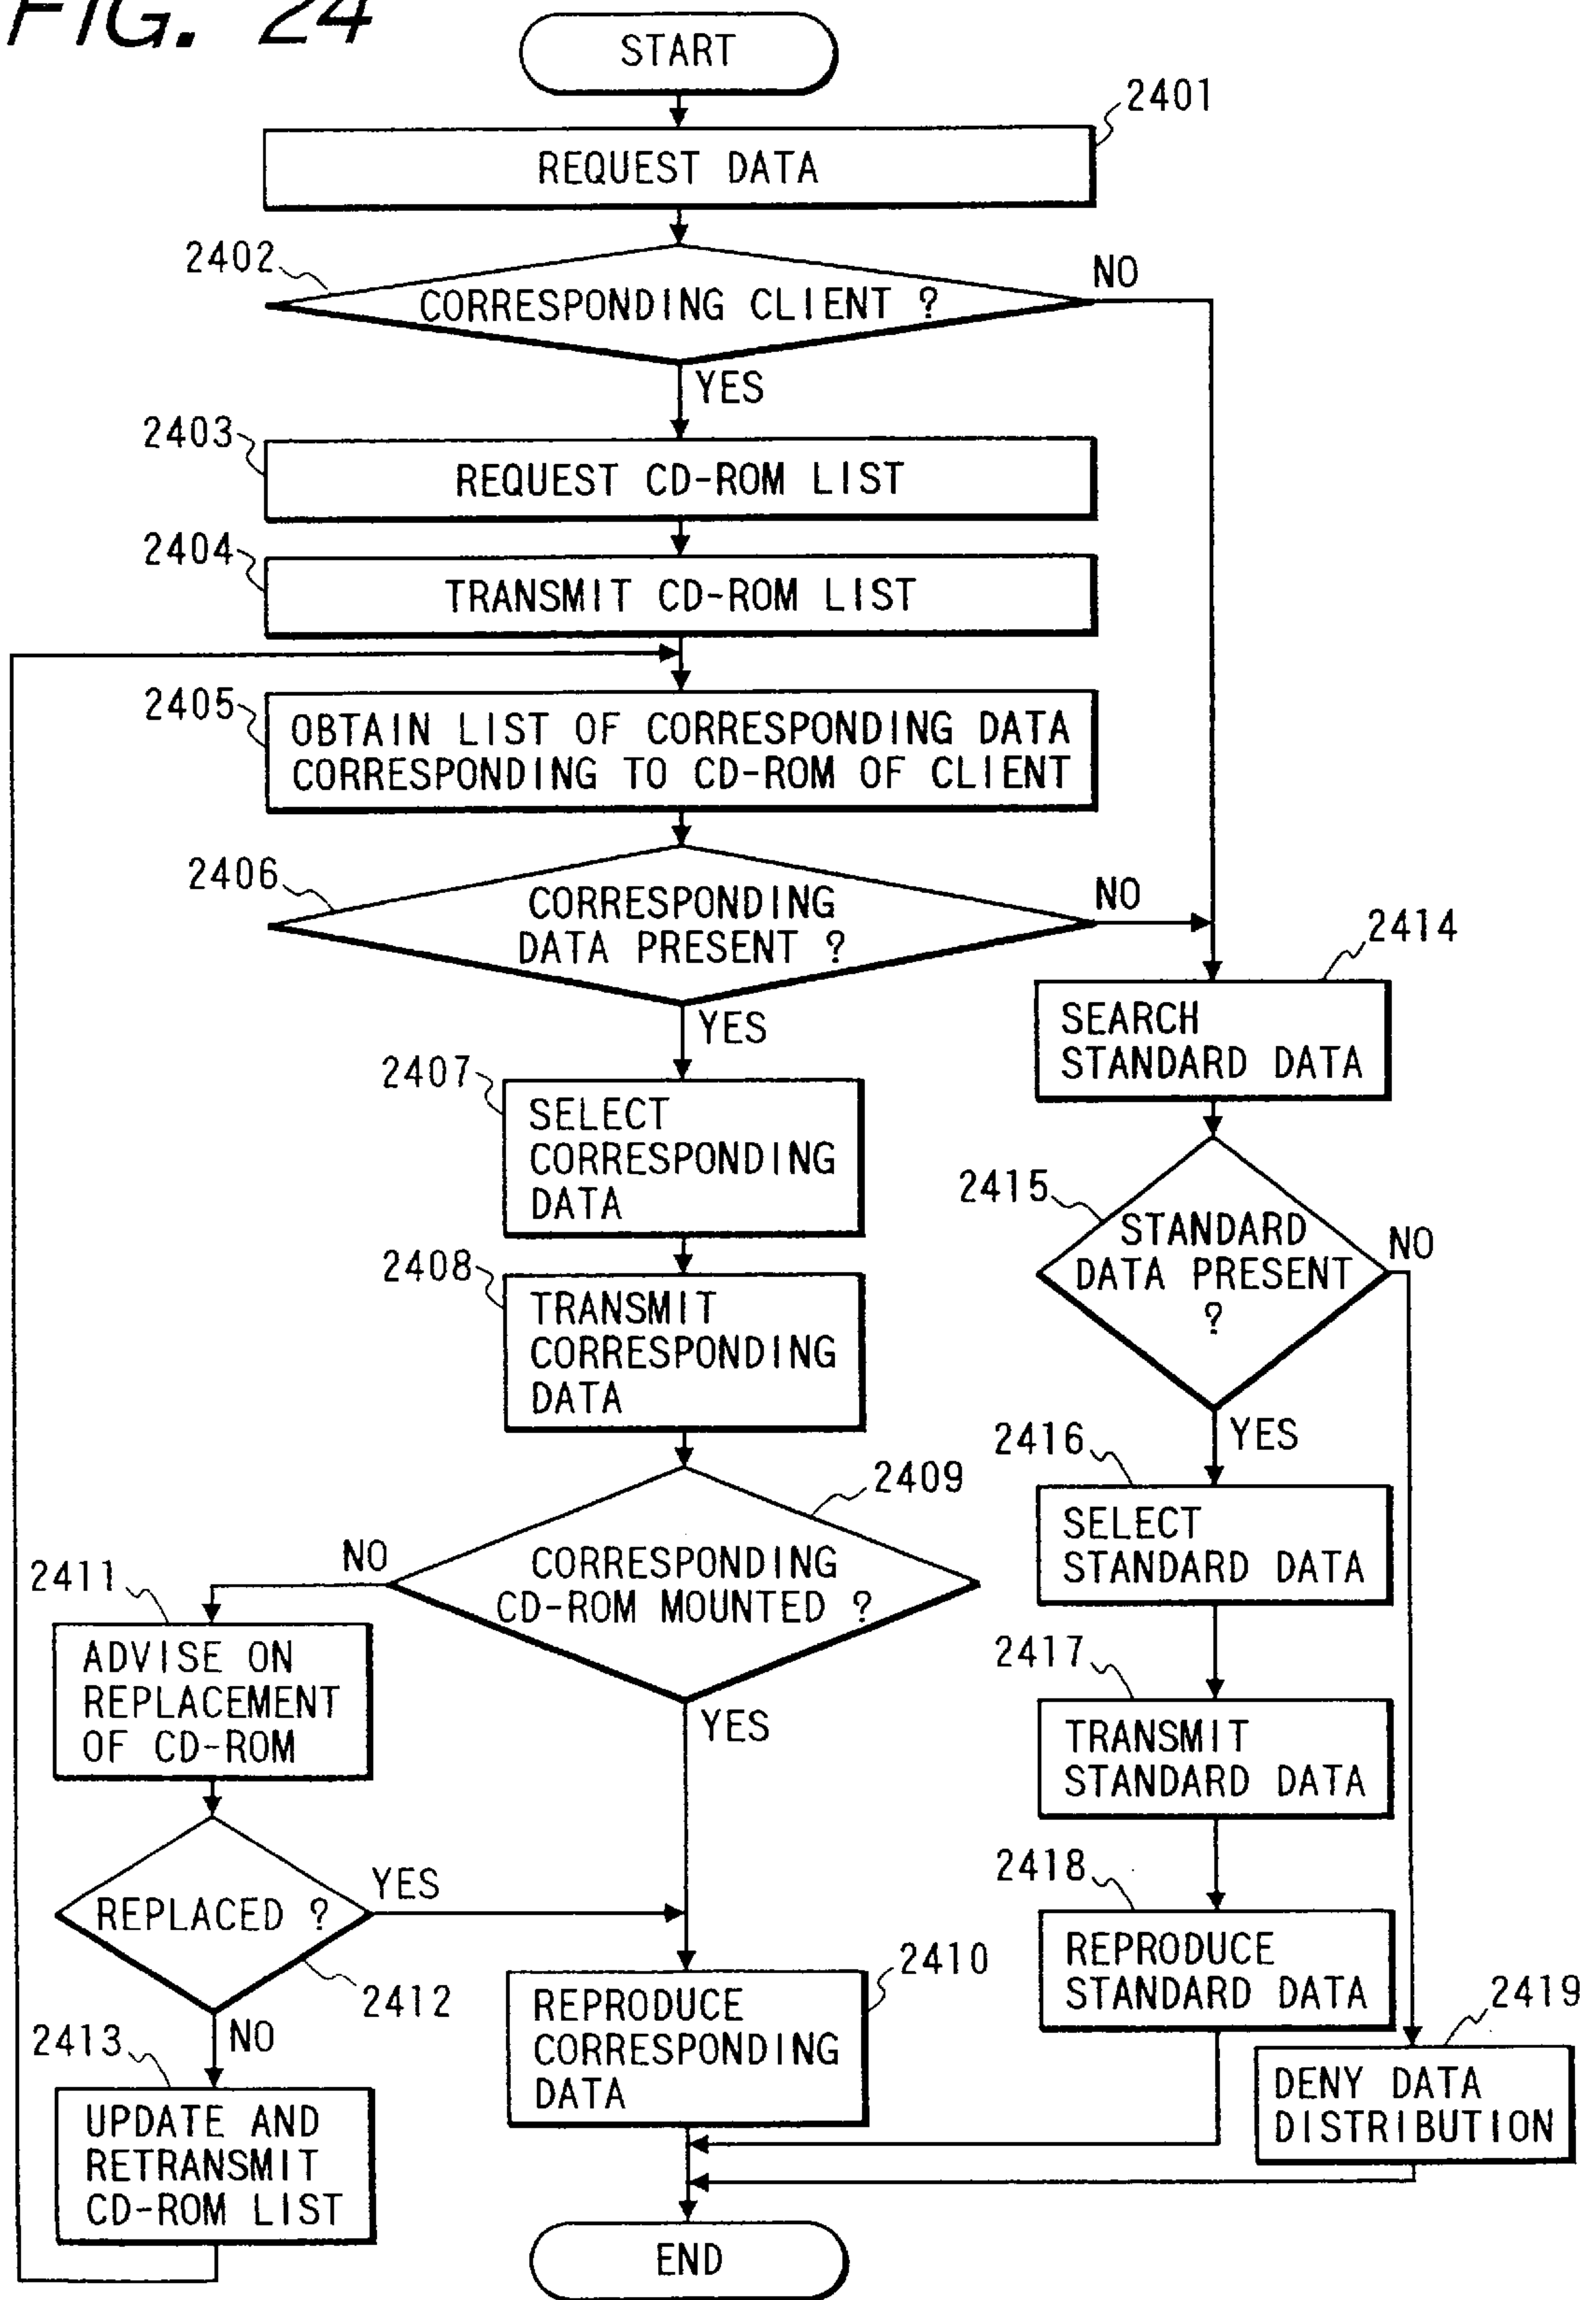 FIG. 24
START
2401
REQUEST DATA
2402
CORRESPONDING CLIENT ?
NO
YES
2403
REQUEST CD-ROM LIST
2404
TRANSMIT CD-ROM LIST
2405
OBTAIN LIST OF CORRESPONDING DATA
CORRESPONDING TO CD-ROM OF CLIENT
2406
CORRESPONDING
DATA PRESENT ?
NO
YES
2414
SEARCH
STANDARD DATA
2407
SELECT
CORRESPONDING
DATA
2415
STANDARD
DATA PRESENT
?
NO
YES
2408
TRANSMIT
CORRESPONDING
DATA
2409
CORRESPONDING
CD-ROM MOUNTED ?
NO
YES
2416
SELECT
STANDARD DATA
2411
ADVISE ON
REPLACEMENT
OF CD-ROM
2417
TRANSMIT
STANDARD DATA
REPLACED ?
YES
2412
NO
2418
REPRODUCE
STANDARD DATA
2410
REPRODUCE
CORRESPONDING
DATA
2419
DENY DATA
DISTRIBUTION
2413
UPDATE AND
RETRANSMIT
CD-ROM LIST
END